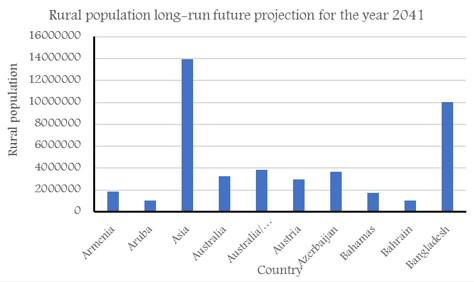 Rural population long-run future projection for the year 2041
Rural population
16000000
14000000
12000000
10000000
8000000
6000000
4000000
2000000
0
Armenia
Aruba
Asia
Australia
Australia/...
Austria
Azerbaijan
Bahamas
Bahrain
Bangladesh
Country